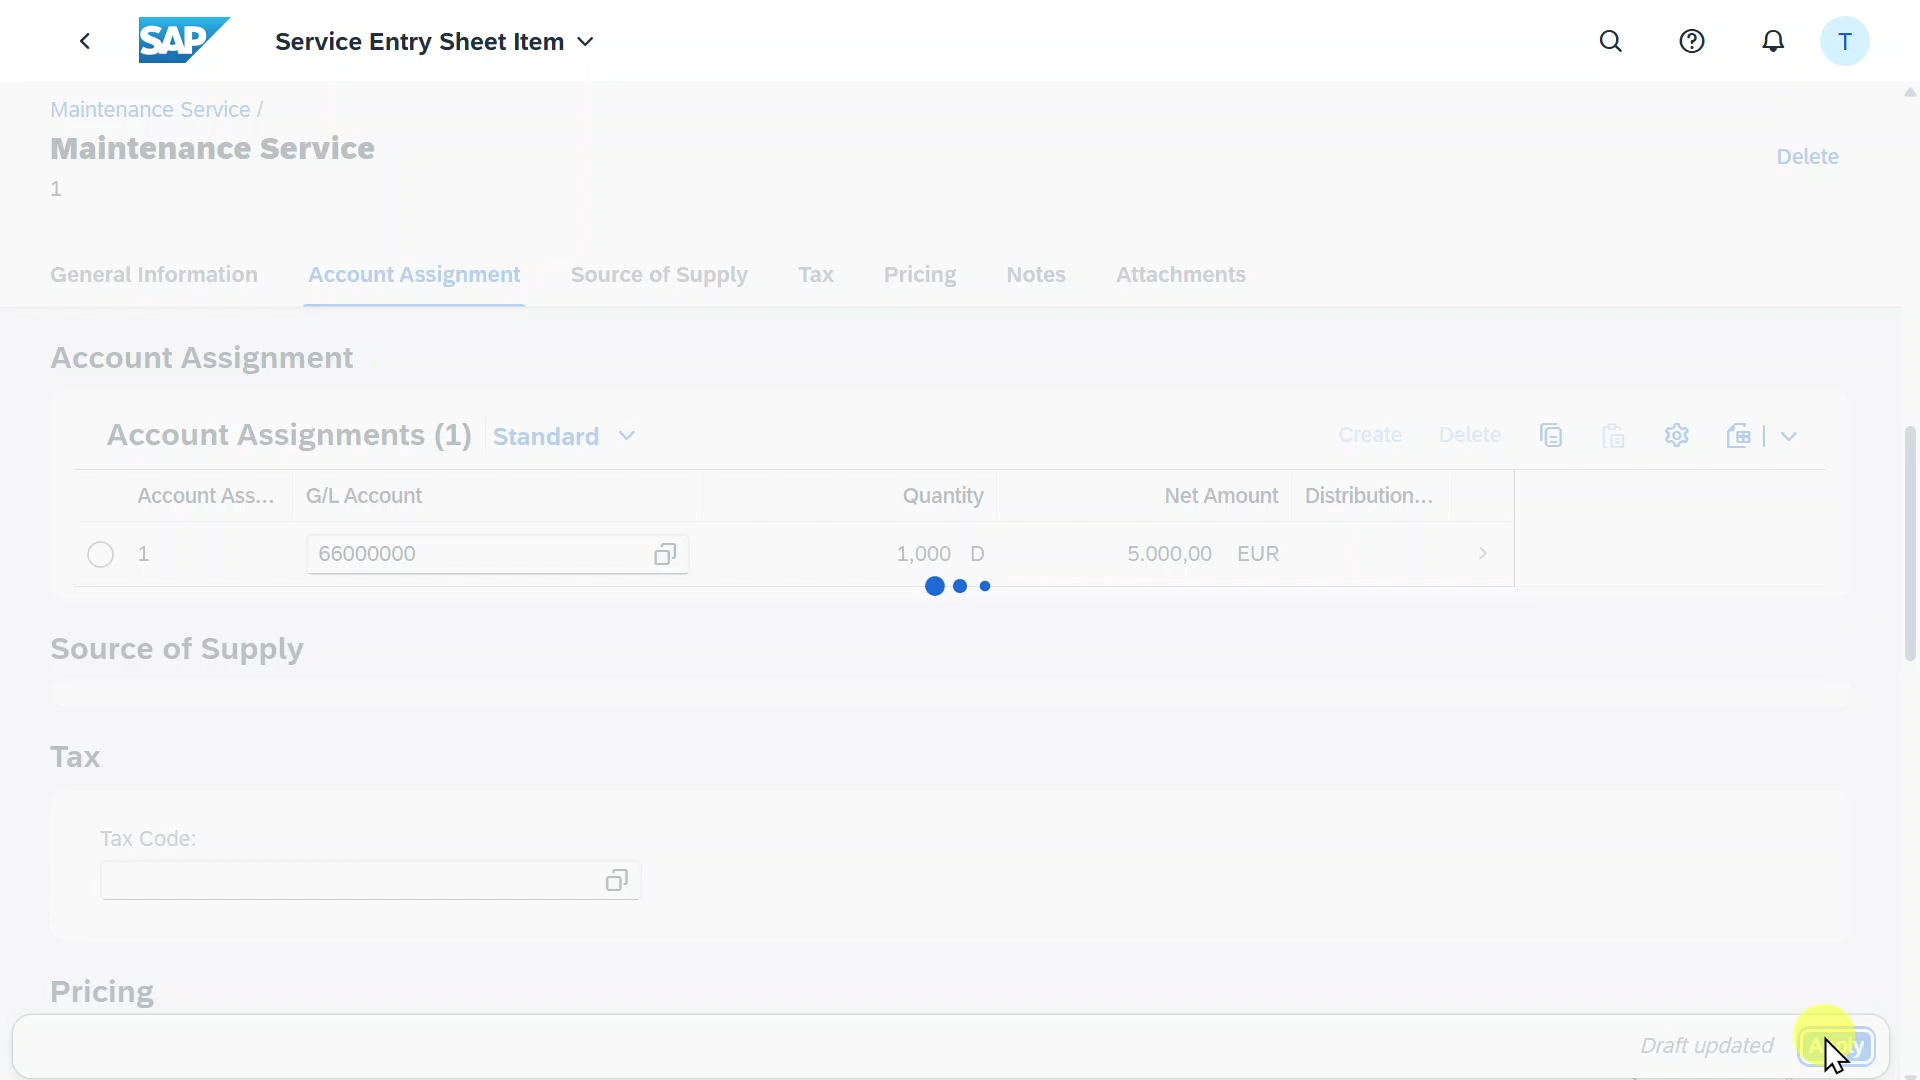 SAP
Service Entry Sheet Item
T
Maintenance Service /
Maintenance Service
Delete
1
General Information
Account Assignment
Source of Supply
Tax
Pricing
Notes
Attachments
Account Assignment
Account Assignments (1)
Standard
Create
Delete
Account Ass...
G/L Account
Quantity
Net Amount
Distribution...
1
66000000
1,000 D
5.000,00 EUR
Source of Supply
Tax
Tax Code:
Pricing
Draft updated
Apply